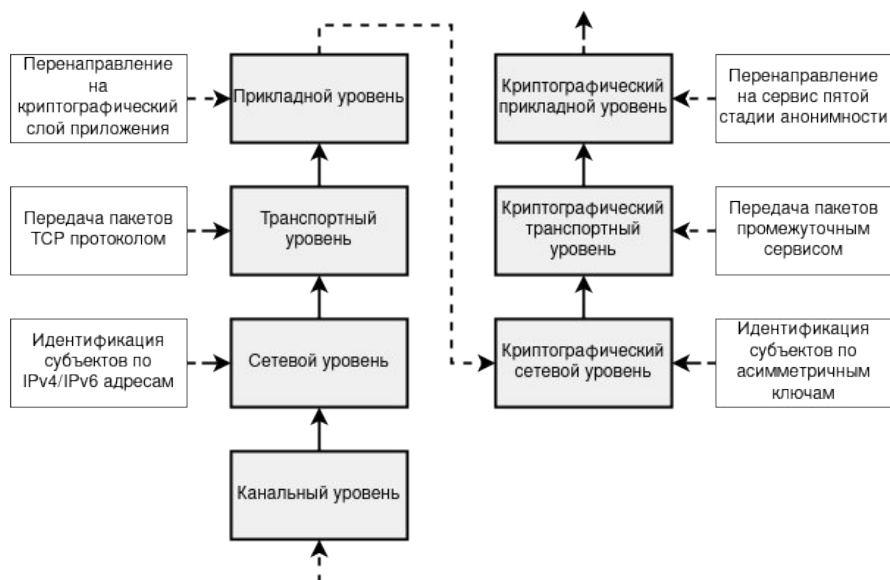 Перенаправление
на
криптографический
слой приложения
Прикладной уровень
Криптографический
прикладной уровень
Перенаправление
на сервис пятой
стадии анонимности
Передача пакетов
TCP протоколом
Транспортный
уровень
Криптографический
транспортный
уровень
Передача пакетов
промежуточным
сервисом
Идентификация
субъектов по
IPv4/IPv6 адресам
Сетевой уровень
Криптографический
сетевой уровень
Идентификация
субъектов по
асимметричным
ключам
Канальный уровень